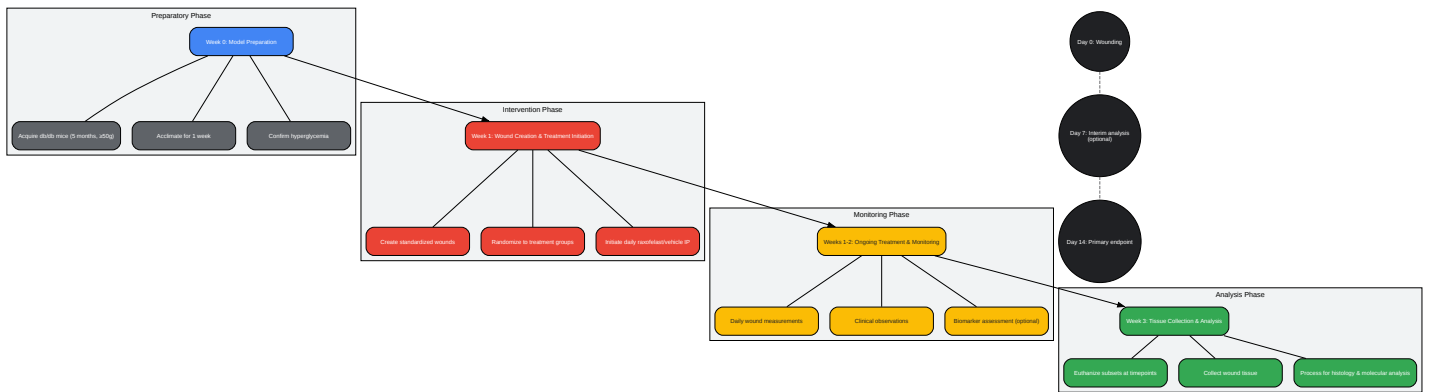 Preparatory Phase
Week 0: Model Preparation
Acquire db/db mice (5 months, ≥50g)
Acclimate for 1 week
Confirm hyperglycemia
Intervention Phase
Week 1: Wound Creation & Treatment Initiation
Create standardized wounds
Randomize to treatment groups
Initiate daily raxofelast/vehicle IP
Monitoring Phase
Weeks 1-2: Ongoing Treatment & Monitoring
Daily wound measurements
Clinical observations
Biomarker assessment (optional)
Day 0: Wounding
Day 7: Interim analysis
(optional)
Day 14: Primary endpoint
Analysis Phase
Week 3: Tissue Collection & Analysis
Euthanize subsets at timepoints
Collect wound tissue
Process for histology & molecular analysis